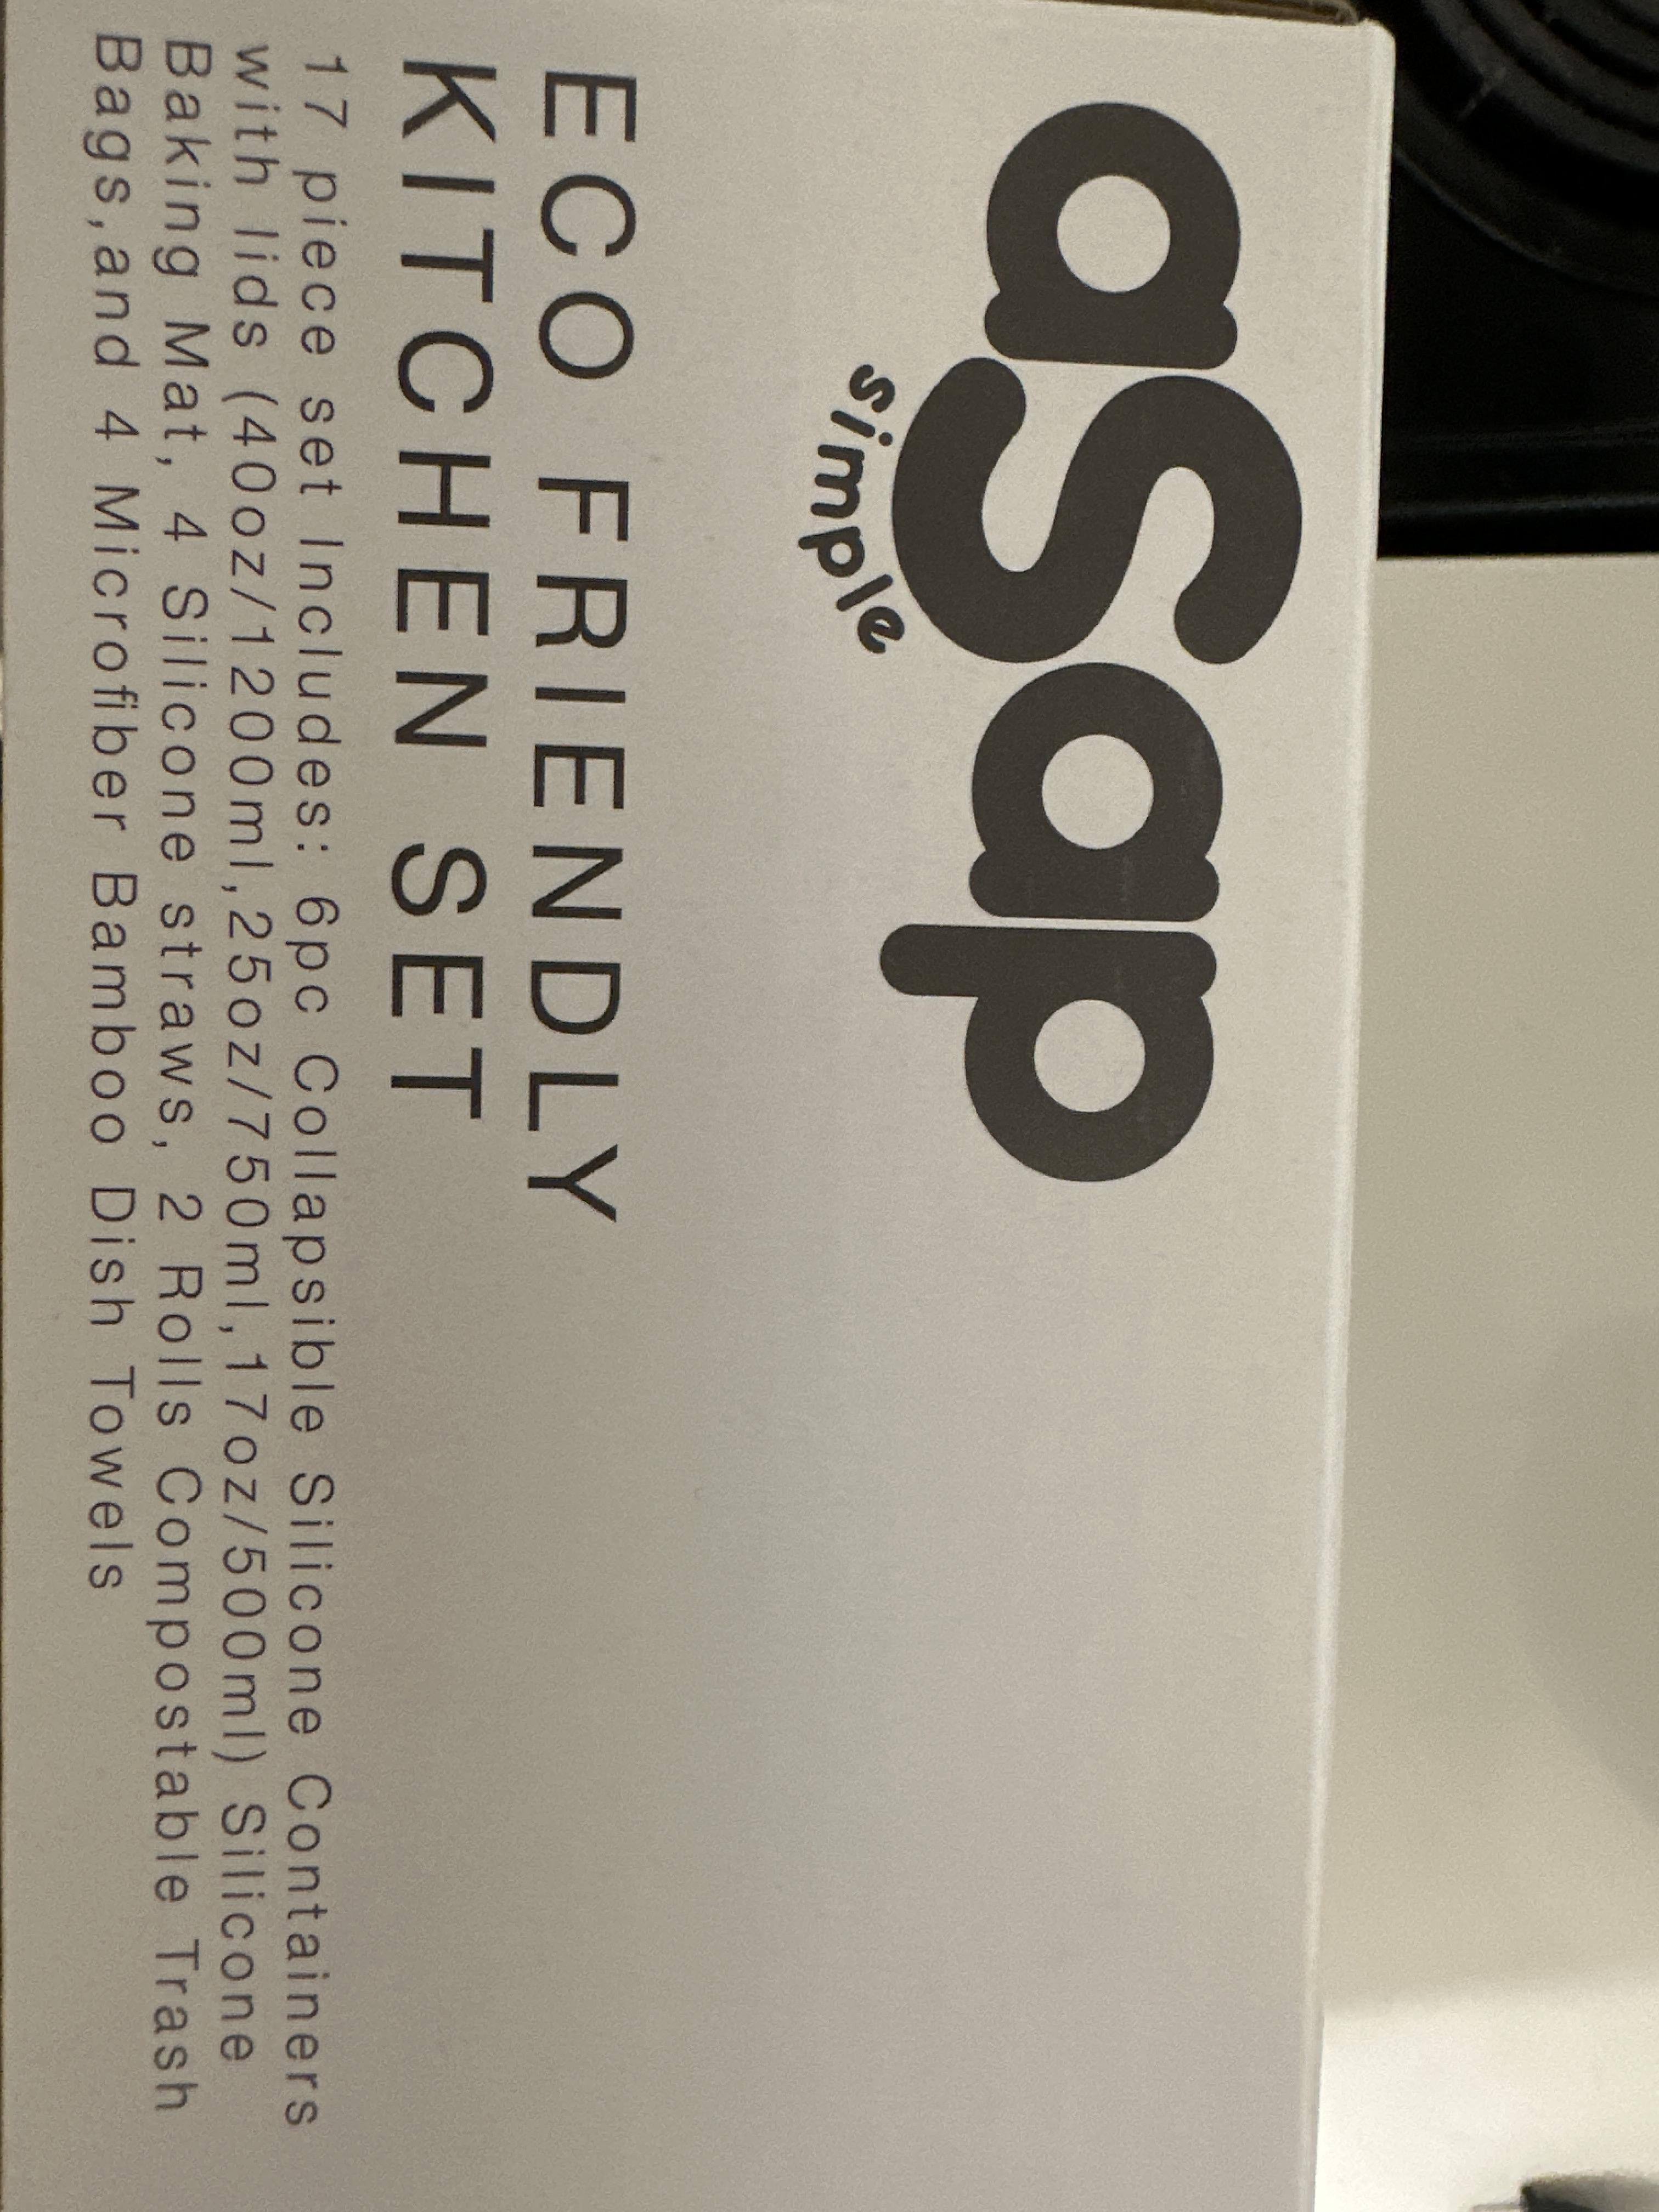 asap
simple
ECO FRIENDLY
KITCHEN SET
17 piece set Includes: 6pc Collapsible Silicone Containers
with lids (40oz/1200ml,25oz/750ml,17oz/500ml) Silicone
Baking Mat, 4 Silicone straws, 2 Rolls Compostable Trash
Bags,and 4 Microfiber Bamboo Dish Towels